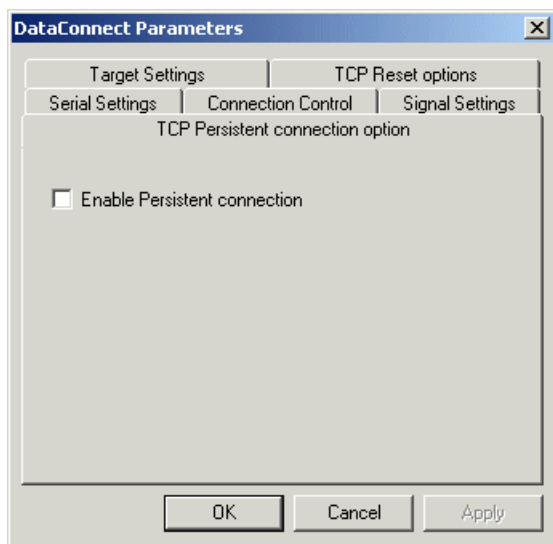 DataConnect Parameters
Target Settings
TCP Reset options
Serial Settings
Connection Control
Signal Settings
TCP Persistent connection option
Enable Persistent connection
OK
Cancel
Apply